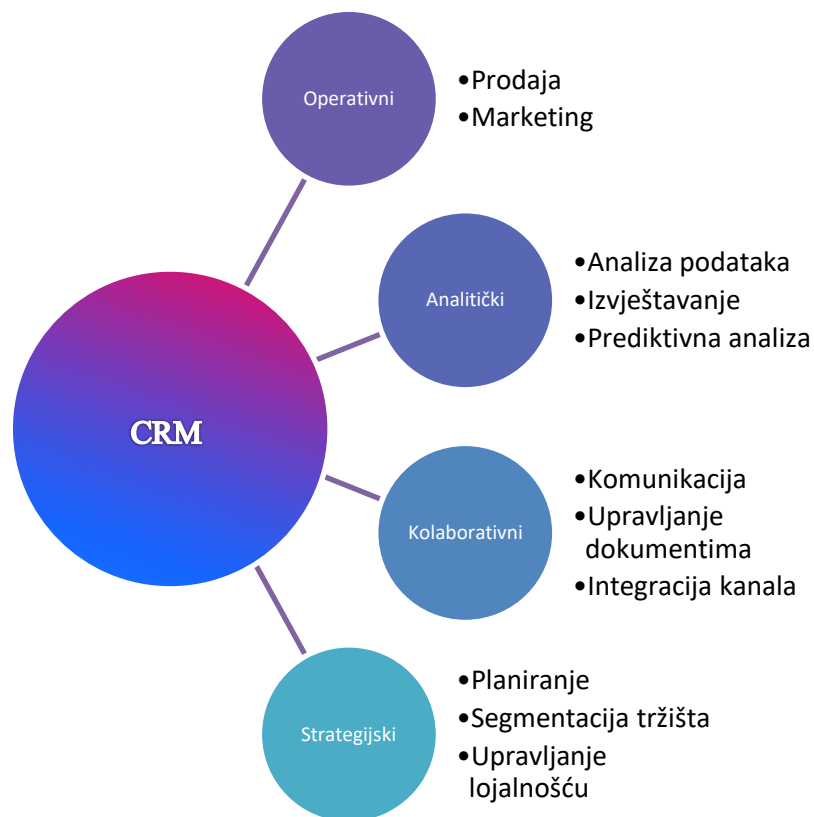 Operativni
•Prodaja
•Marketing
Analitički
•Analiza podataka
•Izvještavanje
•Prediktivna analiza
CRM
Kolaborativni
•Komunikacija
•Upravljanje
dokumentima
•Integracija kanala
Strategijski
•Planiranje
•Segmentacija tržišta
•Upravljanje
lojalnošću